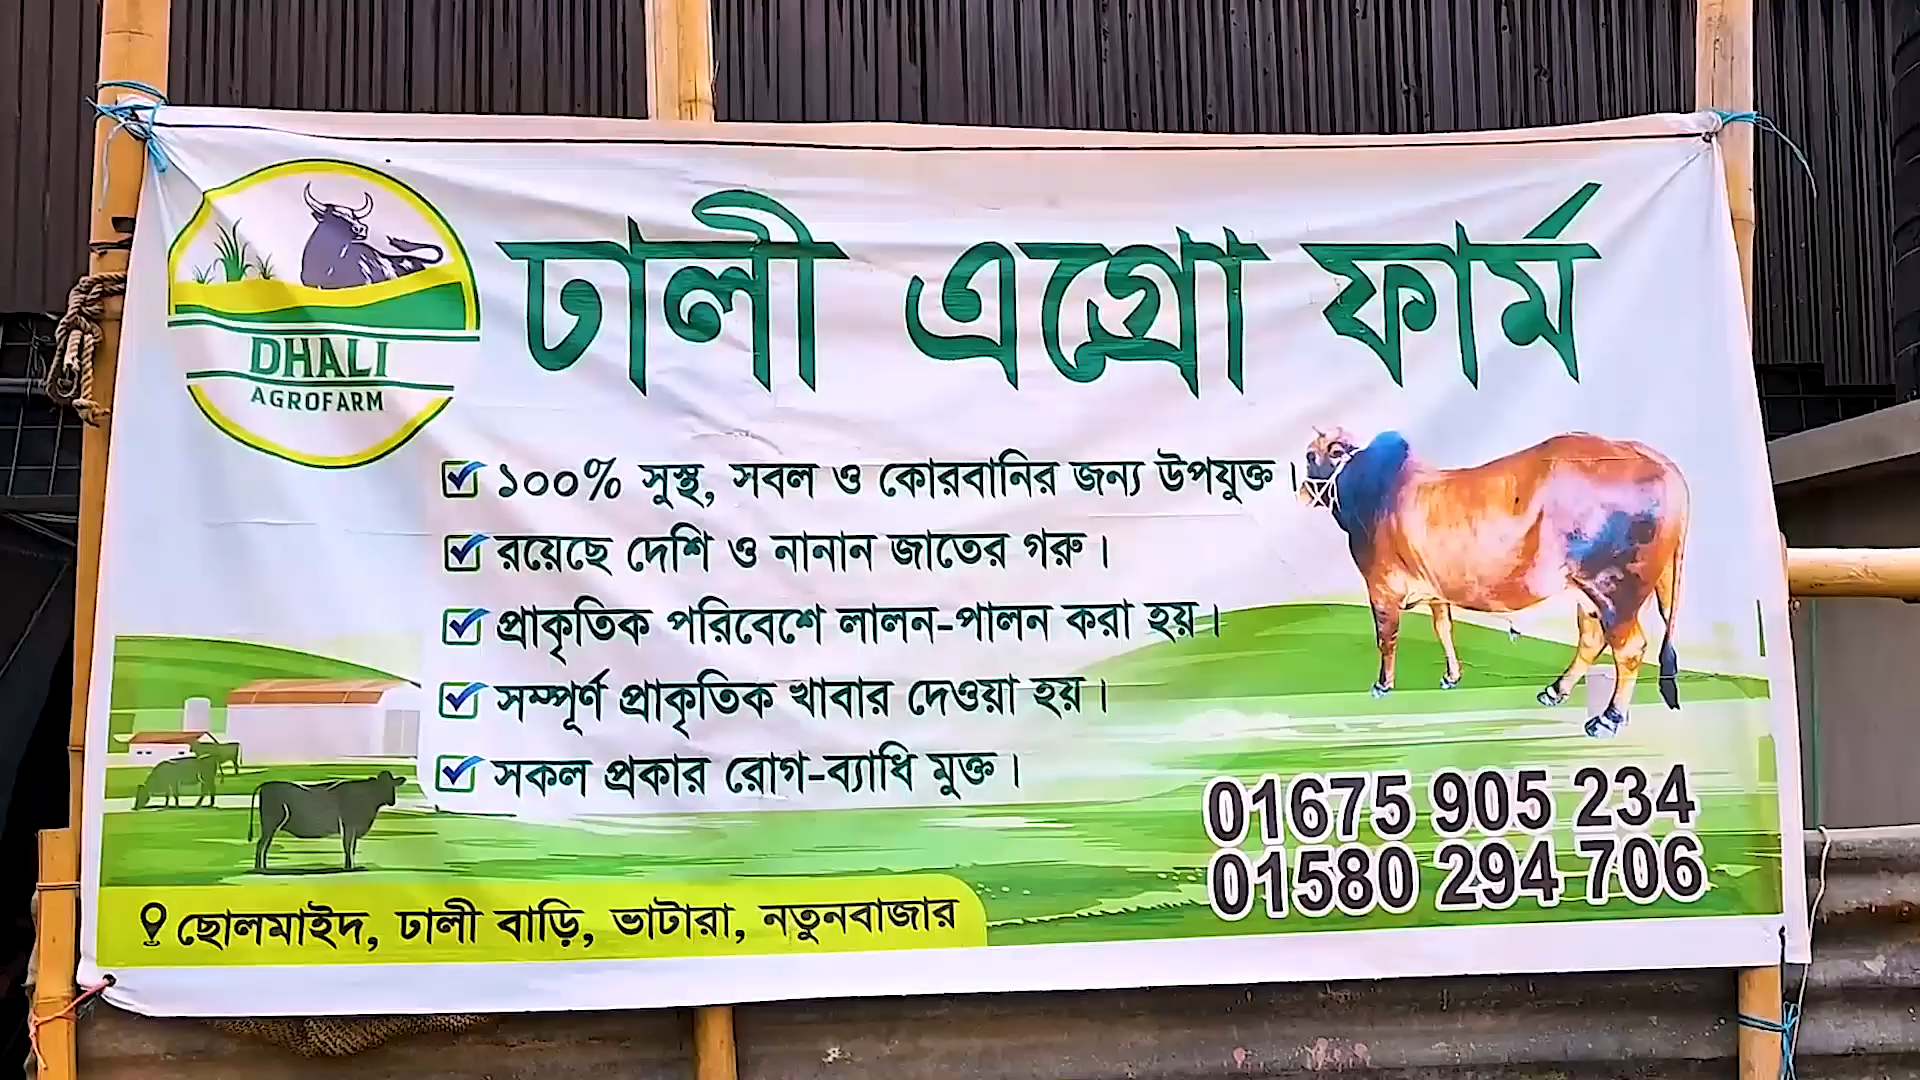 DHALI
AGROFARM
ঢালী এগ্রো ফার্ম
১০০% সুস্থ, সবল ও কোরবানির জন্য উপযুক্ত।
রয়েছে দেশি ও নানান জাতের গরু।
প্রাকৃতিক পরিবেশে লালন-পালন করা হয়।
সম্পূর্ণ প্রাকৃতিক খাবার দেওয়া হয়।
সকল প্রকার রোগ-ব্যাধি মুক্ত।
01675 905 234
01580 294 706
ছোলমাইদ, ঢালী বাড়ি, ভাটারা, নতুনবাজার